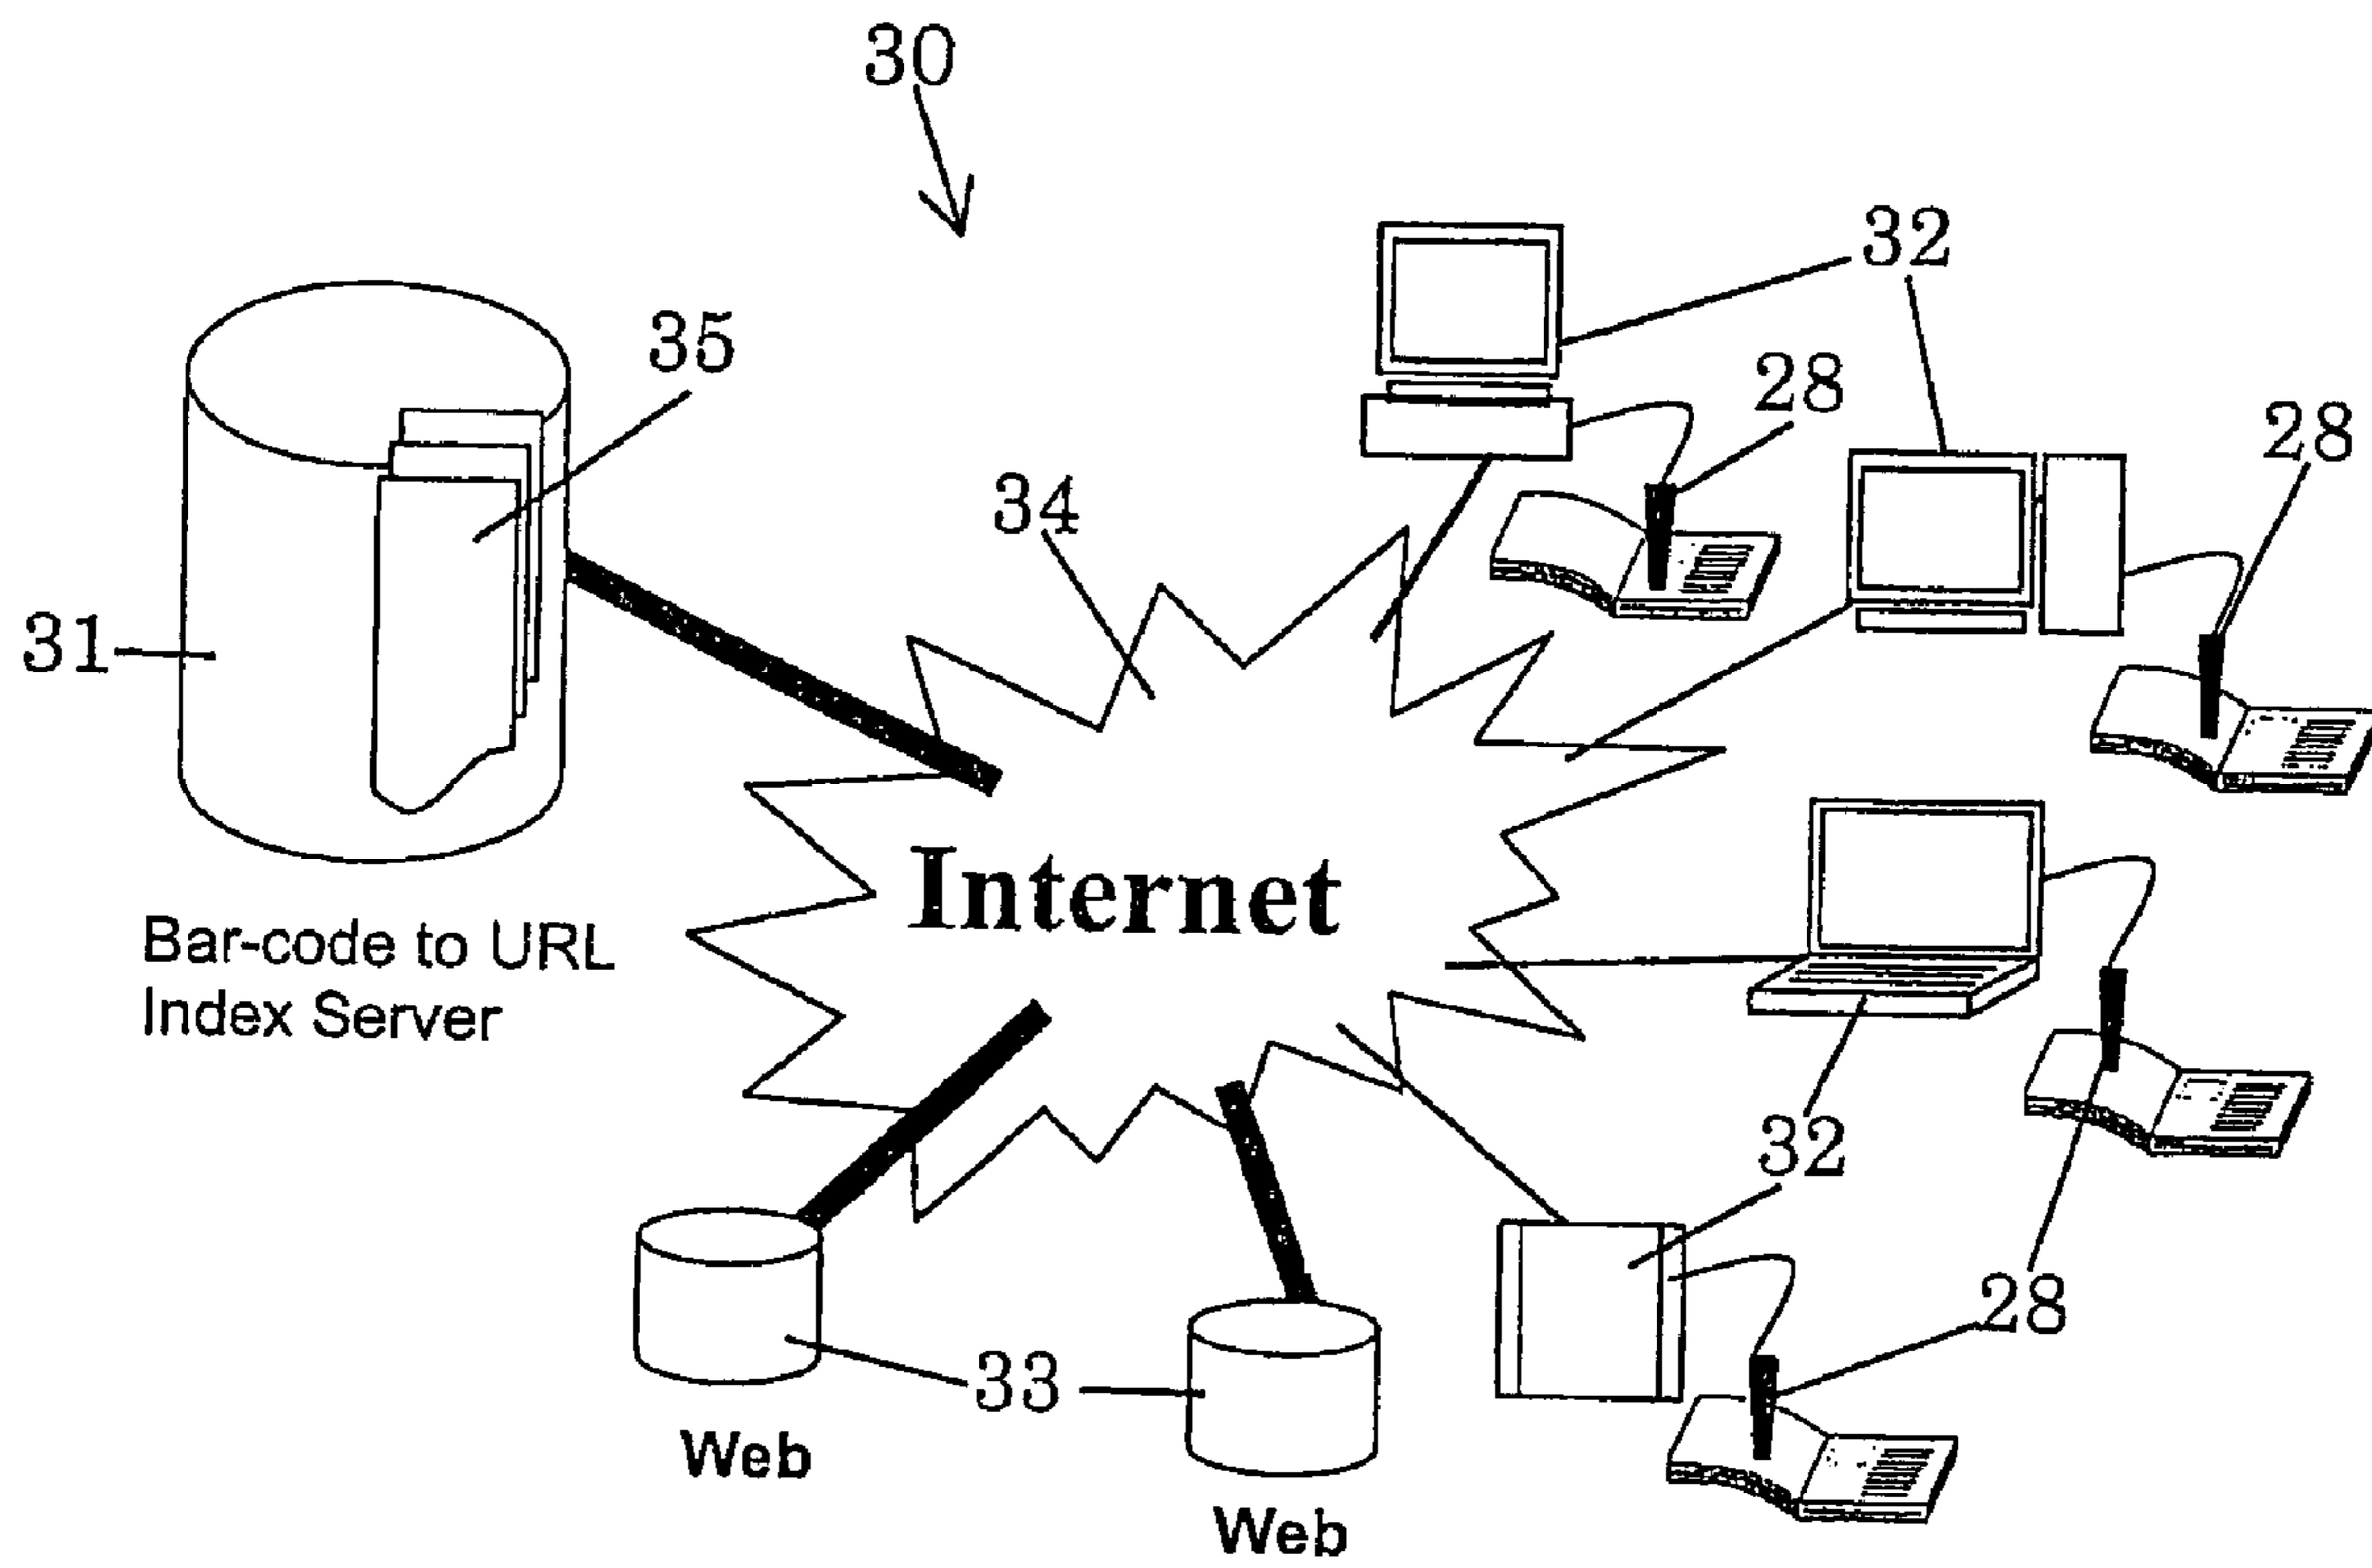 30
32
35
28
28
34
31
Internet
Bar-code to URL
Index Server
32
28
33
Web
Web